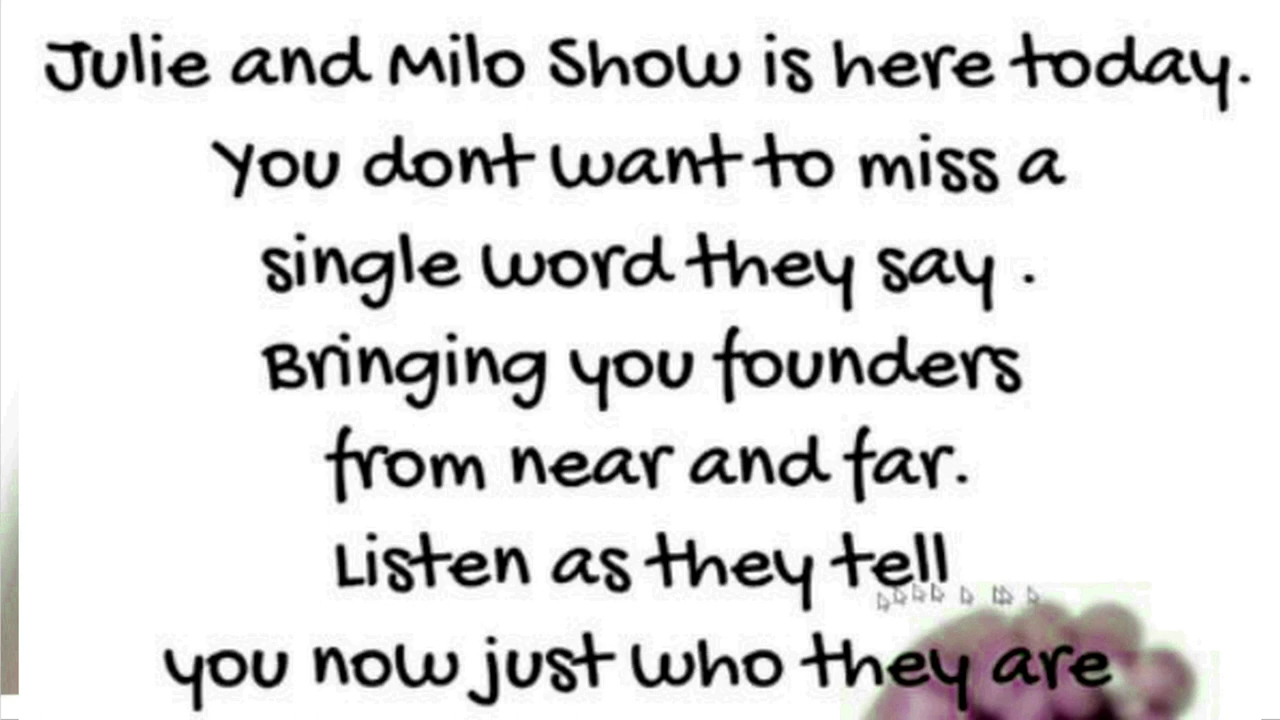 Julie and Milo Show is here today.
You dont want to miss a
single word they say .
Bringing you founders
from near and far.
Listen as they tell
you now just who they are